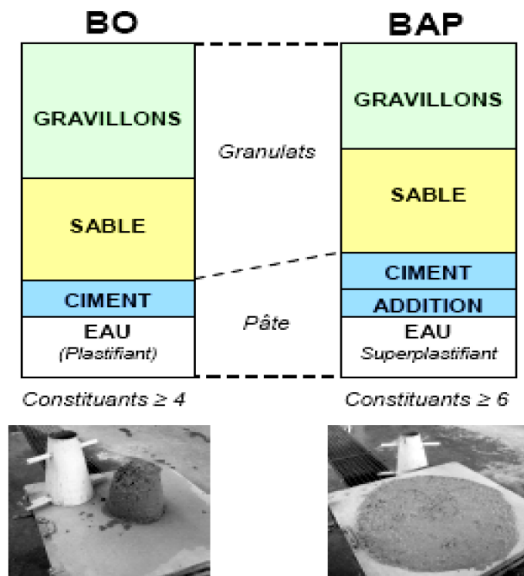 BO
BAP
GRAVILLONS
GRAVILLONS
Granulats
SABLE
SABLE
CIMENT
CIMENT
ADDITION
Pâte
EAU
(Plastifiant)
EAU
Superplastifiant
Constituants ≥ 4
Constituants ≥ 6